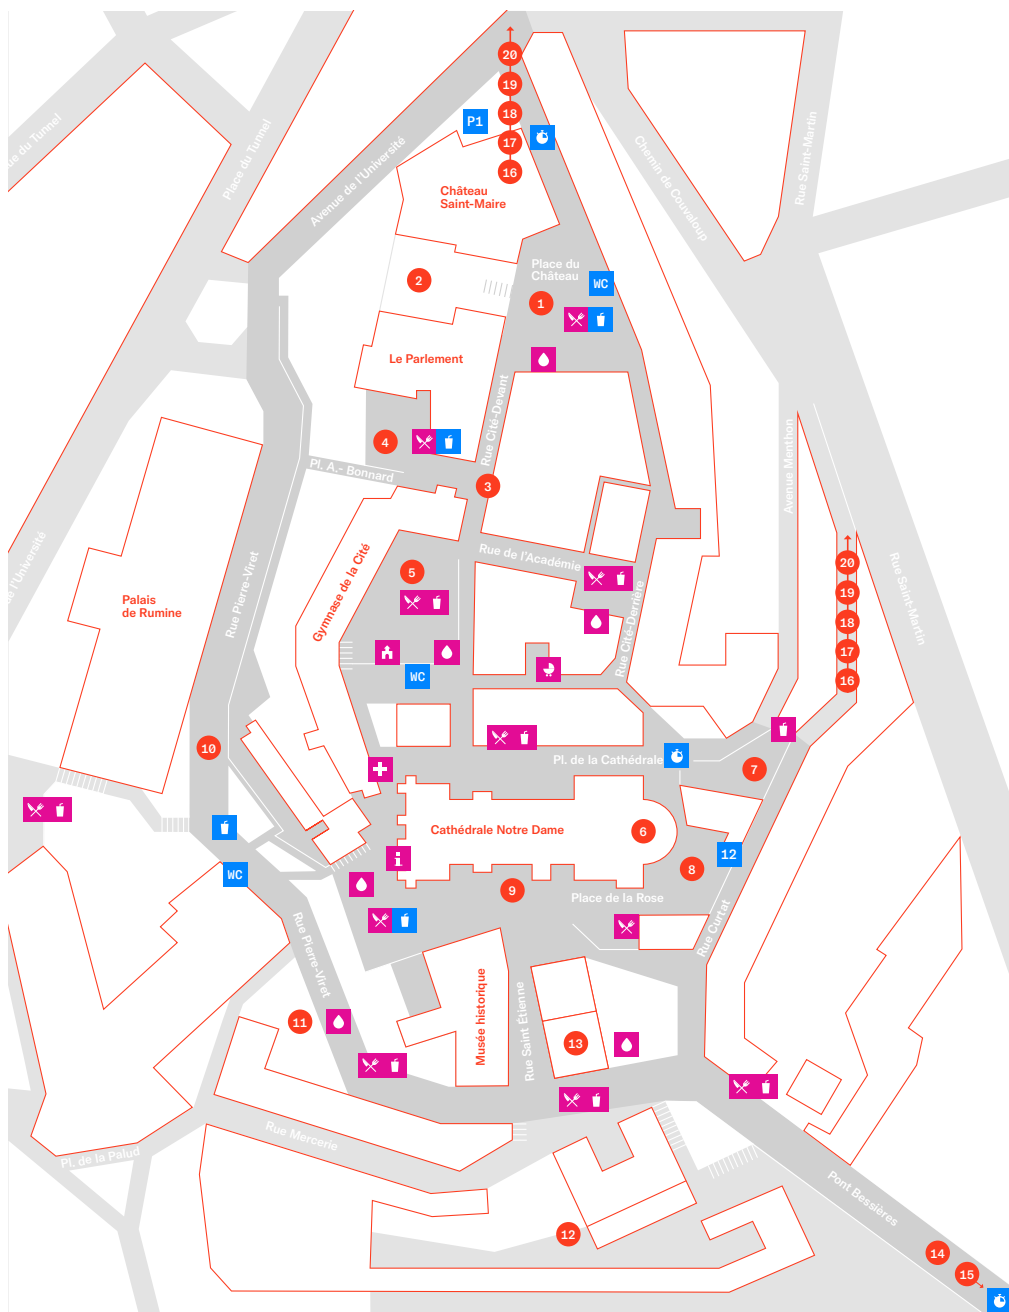 20
19
18
17
16
P1
ue du Tunnel
Place du Tunnel
Avenue de l'Université
Château
Saint-Maire
Chemin de Couvaloup
Rue Saint-Martin
Place du
Château
WC
2
1
Le Parlement
Rue Cité-Devant
4
Pl. A.- Bonnard
3
Avenue Menthon
de l'Université
Palais
de Rumine
Rue Pierre-Viret
Gymnase de la Cité
5
Rue de l'Académie
Rue Cité-Derrière
Rue Saint-Martin
20
19
18
17
16
WC
10
Pl. de la Cathédrale
7
Cathédrale Notre Dame
6
12
8
WC
9
Place de la Rose
Rue Curtat
Rue Pierre-Viret
Musée historique
Rue Saint Étienne
11
13
Rue Mercerie
Pl. de la Palud
Pont Bessières
12
14
15